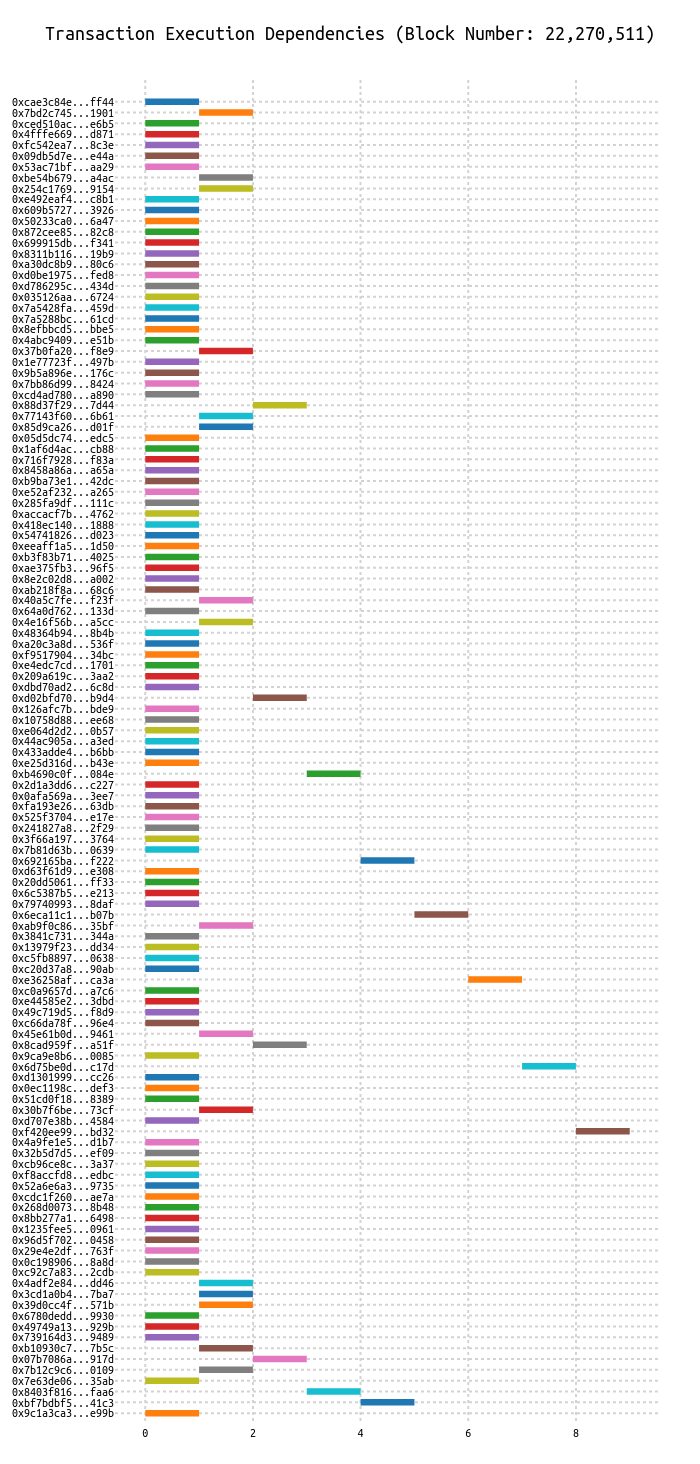 Transaction Execution Dependencies (Block Number: 22,270,511)
0xcae3c84e...ff44
0x7bd2c745...1901
0xced510ac...e6b5
0x4fffe669...d871
0xfc542ea7...8c3e
0x09db5d7e...e44a
0x53ac71bf...aa29
0xbe54b679...a4ac
0x254c1769...9154
0xe492eaf4...c8b1
0x609b5727...3926
0x50233ca0...6a47
0x872cee85...82c8
0x699915db...f341
0x8311b116...19b9
0xa30dc8b9...80c6
0xd0be1975...fed8
0xd786295c...434d
0x035126aa...6724
0x7a5428fa...459d
0x7a5288bc...61cd
0x8efbbcd5...bbe5
0x4abc9409...e51b
0x37b0fa20...f8e9
0x1e77723f...497b
0x9b5a896e...176c
0x7bb86d99...8424
0xcd4ad780...a890
0x88d37f29...7d44
0x77143f60...6b61
0x85d9ca26...d01f
0x05d5dc74...edc5
0x1af6d4ac...cb88
0x716f7928...f83a
0x8458a86a...a65a
0xb9ba73e1...42dc
0xe52af232...a265
0x285fa9df...111c
0xaccacf7b...4762
0x418ec140...1888
0x54741826...d023
0xeeaff1a5...1d50
0xb3f83b71...4025
0xae375fb3...96f5
0x8e2c02d8...a002
0xab218f8a...68c6
0x40a5c7fe...f23f
0x64a0d762...133d
0x4e16f56b...a5cc
0x48364b94...8b4b
0xa20c3a8d...536f
0xf9517904...34bc
0xe4edc7cd...1701
0x209a619c...3aa2
0xdbd70ad2...6c8d
0xd02bfd70...b9d4
0x126afc7b...bde9
0x10758d88...ee68
0xe064d2d2...0b57
0x44ac905a...a3ed
0x433adde4...b6bb
0xe25d316d...b43e
0xb4690c0f...084e
0x2d1a3dd6...c227
0x0afa569a...3ee7
0xfa193e26...63db
0x525f3704...e17e
0x241827a8...2f29
0x3f66a197...3764
0x7b81d63b...0639
0x692165ba...f222
0xd63f61d9...e308
0x20dd5061...ff33
0x6c5387b5...e213
0x79740993...8daf
0x6eca11c1...b07b
0xab9f0c86...35bf
0x3841c731...344a
0x13979f23...dd34
0xc5fb8897...0638
0xc20d37a8...90ab
0xe36258af...ca3a
0xc0a9657d...a7c6
0xe44585e2...3dbd
0x49c719d5...f8d9
0xc66da78f...96e4
0x45e61b0d...9461
0x8cad959f...a51f
0x9ca9e8b6...0085
0x6d75be0d...c17d
0xd1301999...cc26
0x0ec1198c...def3
0x51cd0f18...8389
0x30b7f6be...73cf
0xd707e38b...4584
0xf420ee99...bd32
0x4a9fe1e5...d1b7
0x32b5d7d5...ef09
0xcb96ce8c...3a37
0xf8accfd8...edbc
0x52a6e6a3...9735
0xcdc1f260...ae7a
0x268d0073...8b48
0x8bb277a1...6498
0x1235fee5...0961
0x96d5f702...0458
0x29e4e2df...763f
0x0c198906...8a8d
0xc92c7a83...2cdb
0x4adf2e84...dd46
0x3cd1a0b4...7ba7
0x39d0cc4f...571b
0x6780dedd...9930
0x49749a13...929b
0x739164d3...9489
0xb10930c7...7b5c
0x07b7086a...917d
0x7b12c9c6...0109
0x7e63de06...35ab
0x8403f816...faa6
0xbf7bdbf5...41c3
0x9c1a3ca3...e99b
0 2 4 6 8